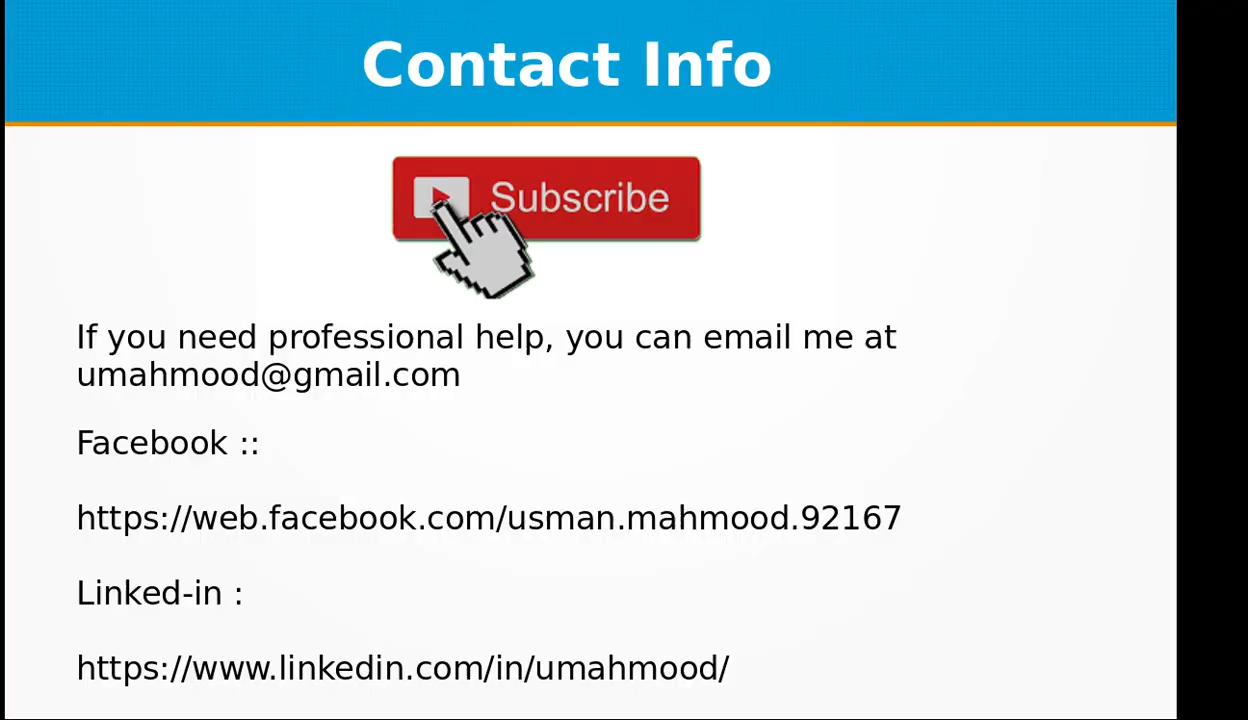 Contact Info
Subscribe
If you need professional help, you can email me at
umahmood@gmail.com
Facebook ::
https://web.facebook.com/usman.mahmood.92167
Linked-in :
https://www.linkedin.com/in/umahmood/